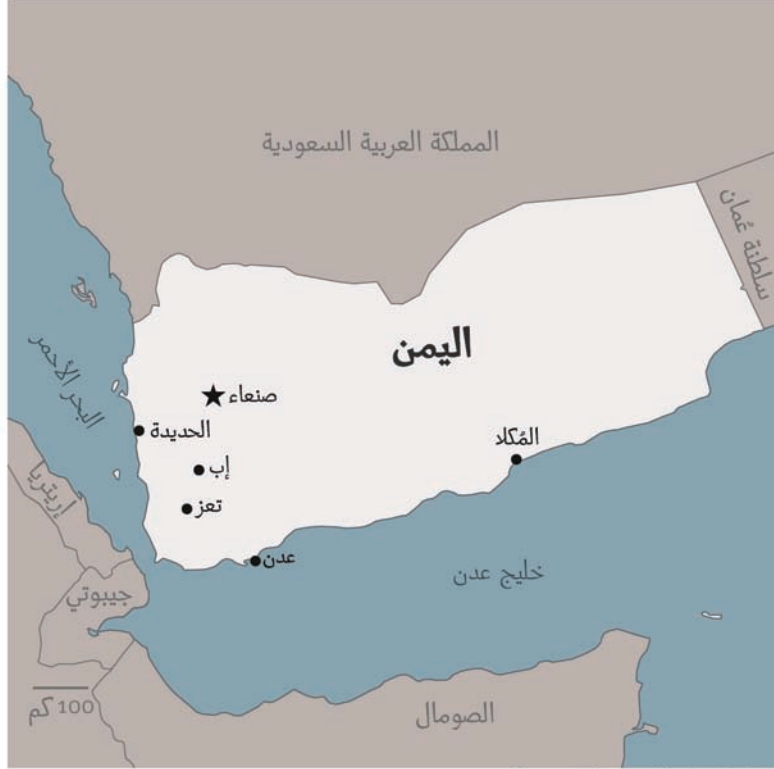 المملكة العربية السعودية
سلطنة عُمان
اليمن
البحر الأحمر
صنعاء
الحديدة
المُكلا
إب
إريتريا
تعز
عدن
خليج عدن
جيبوتي
100 كم
الصومال